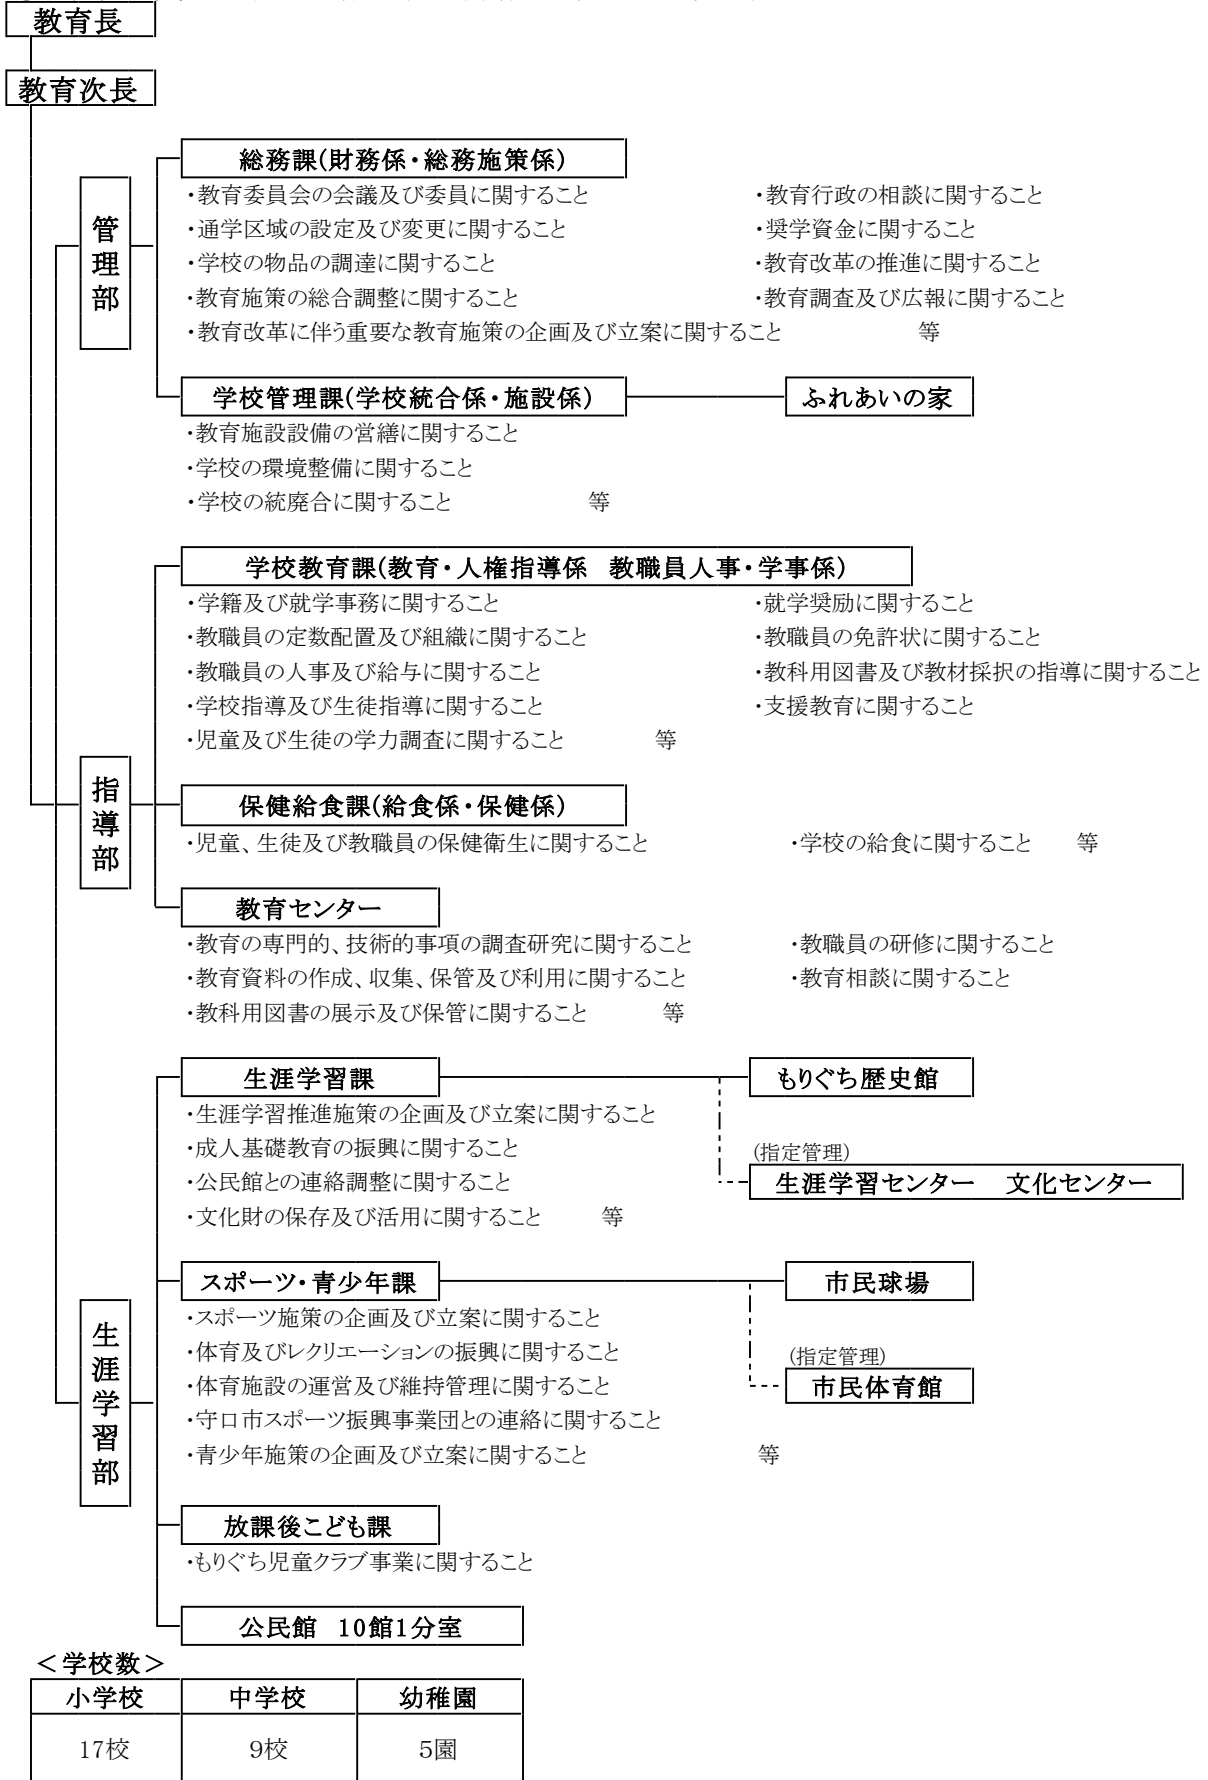 教育長
教育次長
管理部
総務課(財務係・総務施策係)
・教育委員会の会議及び委員に関すること ・教育行政の相談に関すること
・通学区域の設定及び変更に関すること ・奨学資金に関すること
・学校の物品の調達に関すること ・教育改革の推進に関すること
・教育施策の総合調整に関すること ・教育調査及び広報に関すること
・教育改革に伴う重要な教育施策の企画及び立案に関すること 等
学校管理課(学校統合係・施設係) ふれあいの家
・教育施設設備の営繕に関すること
・学校の環境整備に関すること
・学校の統廃合に関すること 等
指導部
学校教育課(教育・人権指導係 教職員人事・学事係)
・学籍及び就学事務に関すること ・就学奨励に関すること
・教職員の定数配置及び組織に関すること ・教職員の免許状に関すること
・教職員の人事及び給与に関すること ・教科用図書及び教材採択の指導に関すること
・学校指導及び生徒指導に関すること ・支援教育に関すること
・児童及び生徒の学力調査に関すること 等
保健給食課(給食係・保健係)
・児童、生徒及び教職員の保健衛生に関すること ・学校の給食に関すること 等
教育センター
・教育の専門的、技術的事項の調査研究に関すること ・教職員の研修に関すること
・教育資料の作成、収集、保管及び利用に関すること ・教育相談に関すること
・教科用図書の展示及び保管に関すること 等
生涯学習部
生涯学習課 もりぐち歴史館
・生涯学習推進施策の企画及び立案に関すること
・成人基礎教育の振興に関すること (指定管理)
・公民館との連絡調整に関すること 生涯学習センター 文化センター
・文化財の保存及び活用に関すること 等
スポーツ・青少年課 市民球場
・スポーツ施策の企画及び立案に関すること
・体育及びレクリエーションの振興に関すること (指定管理)
・体育施設の運営及び維持管理に関すること 市民体育館
・守口市スポーツ振興事業団との連絡に関すること
・青少年施策の企画及び立案に関すること 等
放課後こども課
・もりぐち児童クラブ事業に関すること
公民館 10館1分室
＜学校数＞
小学校 中学校 幼稚園
17校 9校 5園